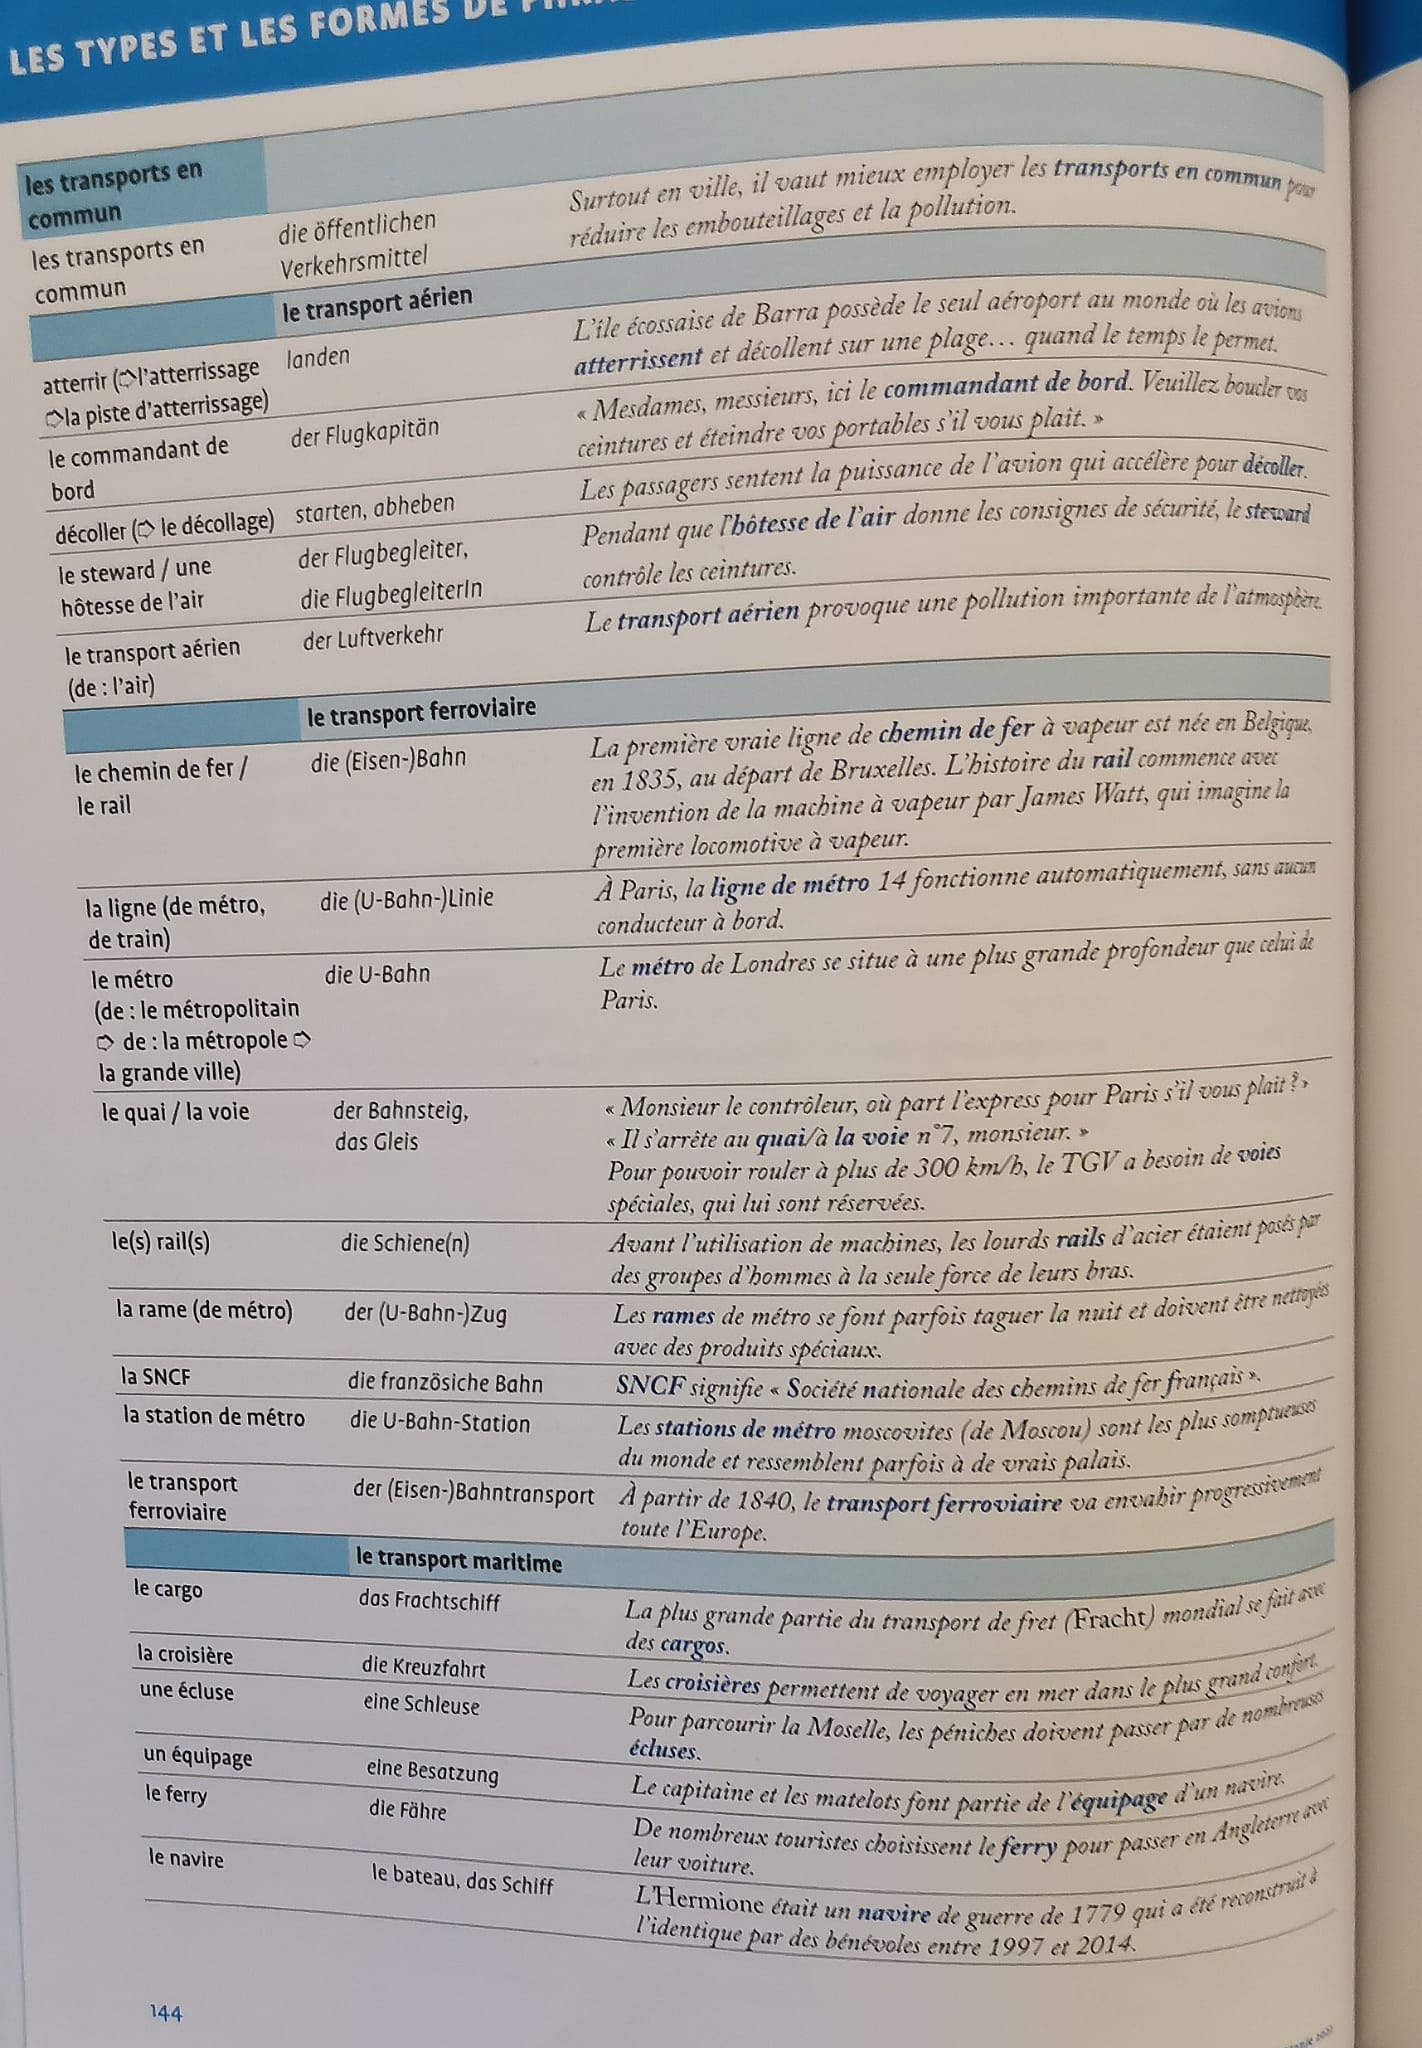 LES TYPES ET LES FORMES DE
les transports en
commun
les transports en
commun
die öffentlichen
Verkehrsmittel
Surtout en ville, il vaut mieux employer les transports en commun pour
réduire les embouteillages et la pollution.
le transport aérien
atterrir (➩l'atterrissage
➩la piste d'atterrissage)
landen
L'île écossaise de Barra possède le seul aéroport au monde où les avions
atterrissent et décollent sur une plage… quand le temps le permet.
le commandant de
bord
der Flugkapitän
« Mesdames, messieurs, ici le commandant de bord. Veuillez boucler vos
ceintures et éteindre vos portables s'il vous plaît. »
décoller (➩ le décollage)
starten, abheben
Les passagers sentent la puissance de l'avion qui accélère pour décoller.
le steward / une
hôtesse de l'air
der Flugbegleiter,
die FlugbegleiterIn
Pendant que l'hôtesse de l'air donne les consignes de sécurité, le steward
contrôle les ceintures.
le transport aérien
(de : l'air)
der Luftverkehr
Le transport aérien provoque une pollution importante de l'atmosphère.
le transport ferroviaire
le chemin de fer /
le rail
die (Eisen-)Bahn
La première vraie ligne de chemin de fer à vapeur est née en Belgique,
en 1835, au départ de Bruxelles. L'histoire du rail commence avec
l'invention de la machine à vapeur par James Watt, qui imagine la
première locomotive à vapeur.
la ligne (de métro,
de train)
die (U-Bahn-)Linie
À Paris, la ligne de métro 14 fonctionne automatiquement, sans aucun
conducteur à bord.
le métro
(de : le métropolitain
➩ de : la métropole ➩
la grande ville)
die U-Bahn
Le métro de Londres se situe à une plus grande profondeur que celui de
Paris.
le quai / la voie
der Bahnsteig,
das Gleis
« Monsieur le contrôleur, où part l'express pour Paris s'il vous plait ? »
« Il s'arrête au quai/à la voie n°7, monsieur. »
Pour pouvoir rouler à plus de 300 km/h, le TGV a besoin de voies
spéciales, qui lui sont réservées.
le(s) rail(s)
die Schiene(n)
Avant l'utilisation de machines, les lourds rails d'acier étaient posés par
des groupes d'hommes à la seule force de leurs bras.
la rame (de métro)
der (U-Bahn-)Zug
Les rames de métro se font parfois taguer la nuit et doivent être nettoyées
avec des produits spéciaux.
la SNCF
die französiche Bahn
SNCF signifie « Société nationale des chemins de fer français ».
la station de métro
die U-Bahn-Station
Les stations de métro moscovites (de Moscou) sont les plus somptueuses
du monde et ressemblent parfois à de vrais palais.
le transport
ferroviaire
der (Eisen-)Bahntransport
À partir de 1840, le transport ferroviaire va envahir progressivement
toute l'Europe.
le transport maritime
le cargo
das Frachtschiff
La plus grande partie du transport de fret (Fracht) mondial se fait avec
des cargos.
la croisière
die Kreuzfahrt
Les croisières permettent de voyager en mer dans le plus grand confort.
une écluse
eine Schleuse
Pour parcourir la Moselle, les péniches doivent passer par de nombreuses
écluses.
un équipage
eine Besatzung
Le capitaine et les matelots font partie de l'équipage d'un navire.
le ferry
die Fähre
De nombreux touristes choisissent le ferry pour passer en Angleterre avec
leur voiture.
le navire
le bateau, das Schiff
L'Hermione était un navire de guerre de 1779 qui a été reconstruit à
l'identique par des bénévoles entre 1997 et 2014.
144